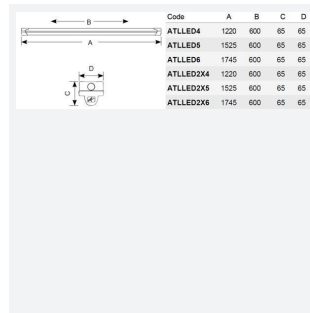 B
A
D
C
Code A B C D
ATLLED4 1220 600 65 65
ATLLED5 1525 600 65 65
ATLLED6 1745 600 65 65
ATLLED2X4 1220 600 65 65
ATLLED2X5 1525 600 65 65
ATLLED2X6 1745 600 65 65